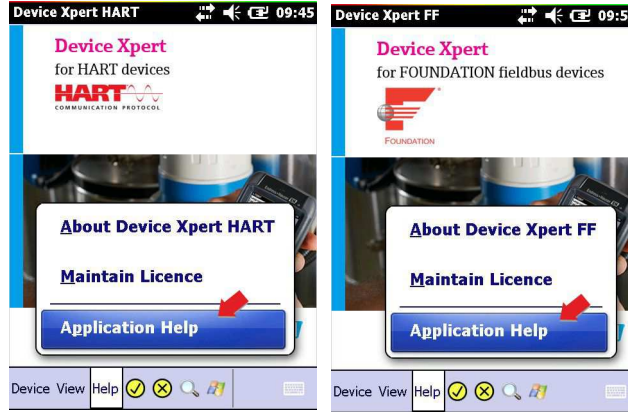 Device Xpert HART 09:45
Device Xpert
for HART devices
HART
COMMUNICATION PROTOCOL
About Device Xpert HART
Maintain Licence
Application Help
Device View Help
Device Xpert FF 09:5
Device Xpert
for FOUNDATION fieldbus devices
F
FOUNDATION
About Device Xpert FF
Maintain Licence
Application Help
Device View Help